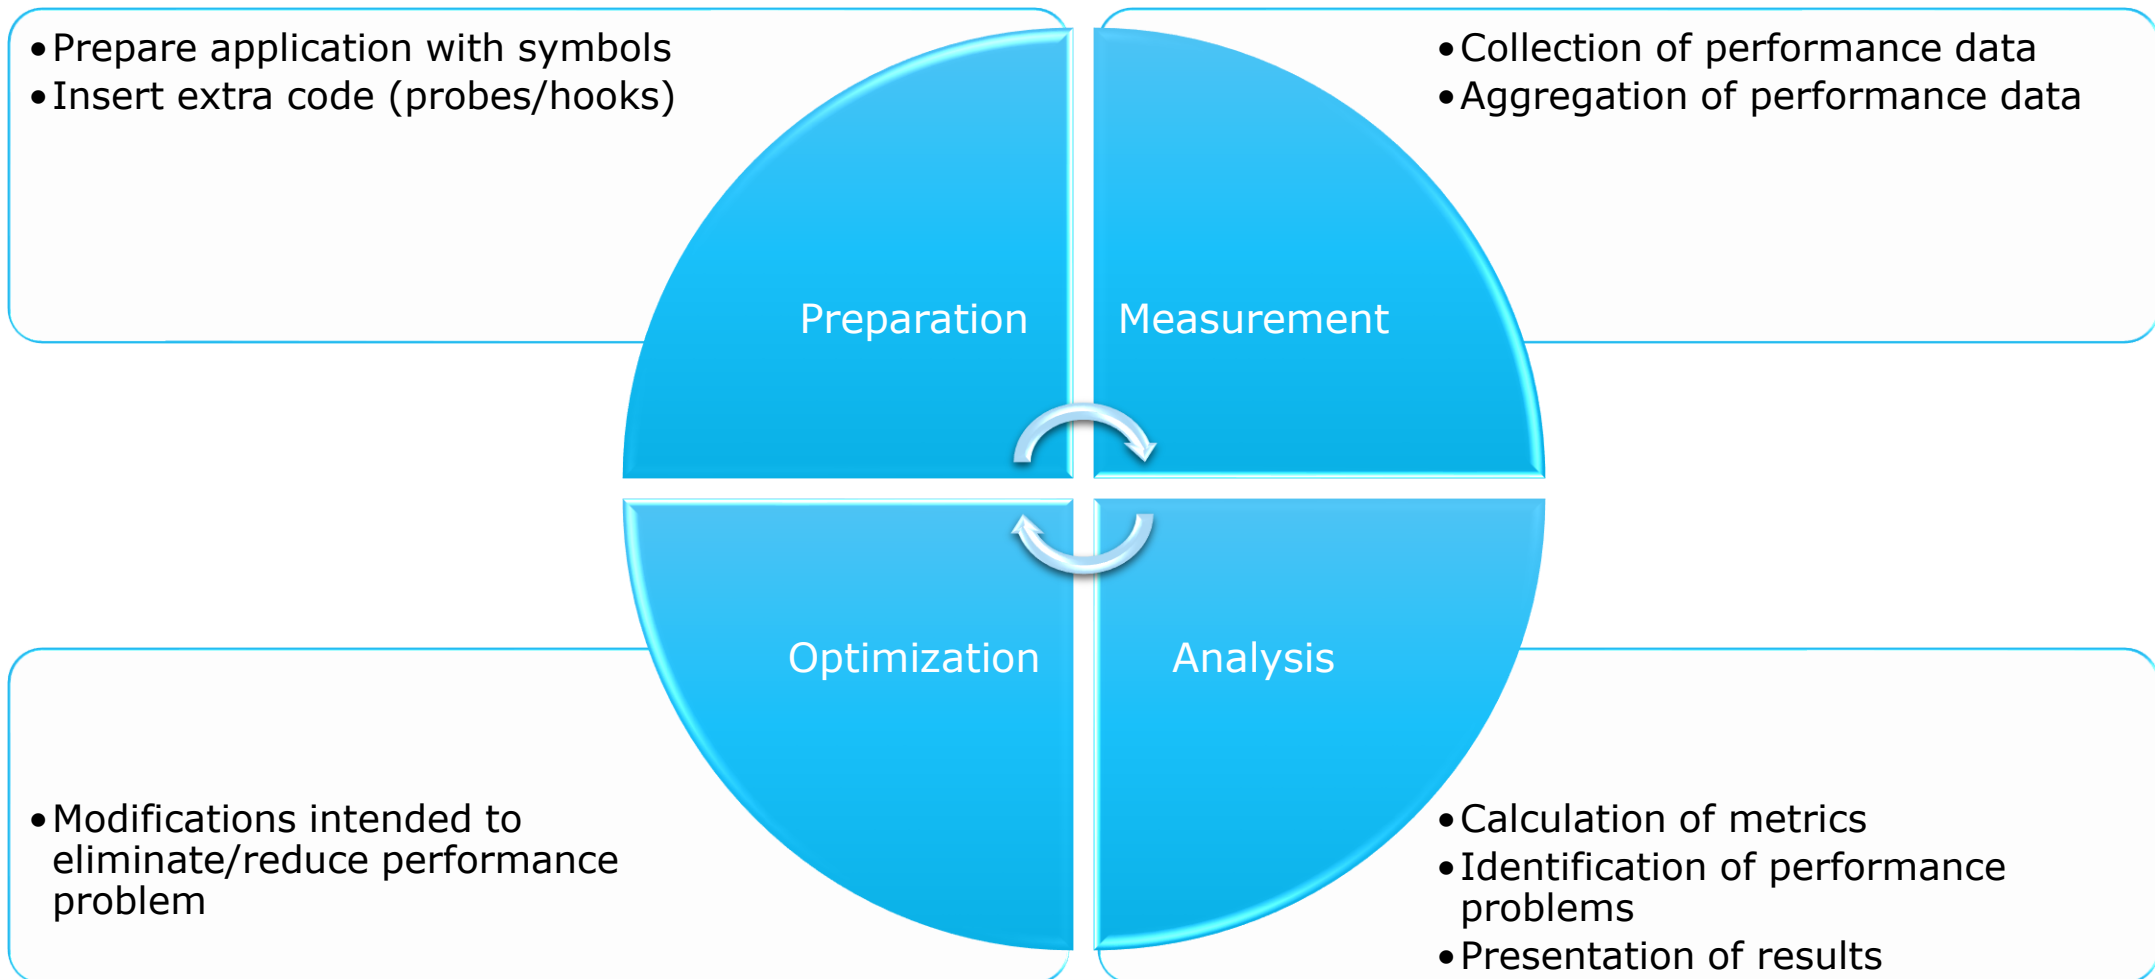 •Prepare application with symbols
•Insert extra code (probes/hooks)
•Collection of performance data
•Aggregation of performance data
Preparation
Measurement
Optimization
Analysis
•Modifications intended to
eliminate/reduce performance
problem
•Calculation of metrics
•Identification of performance
problems
•Presentation of results